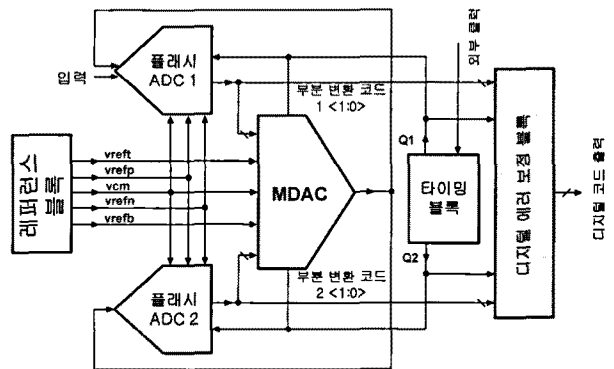 플래시
ADC 1
입력
외부 클럭
부분 변환 코드
1 <1:0>
Q1
레퍼런스
블록
vreft
vrefp
vcm
vrefn
vrefb
MDAC
타이밍
블록
디지털 에러 보정 블록
디지털 코드 출력
Q2
부분 변환 코드
2 <1:0>
플래시
ADC 2